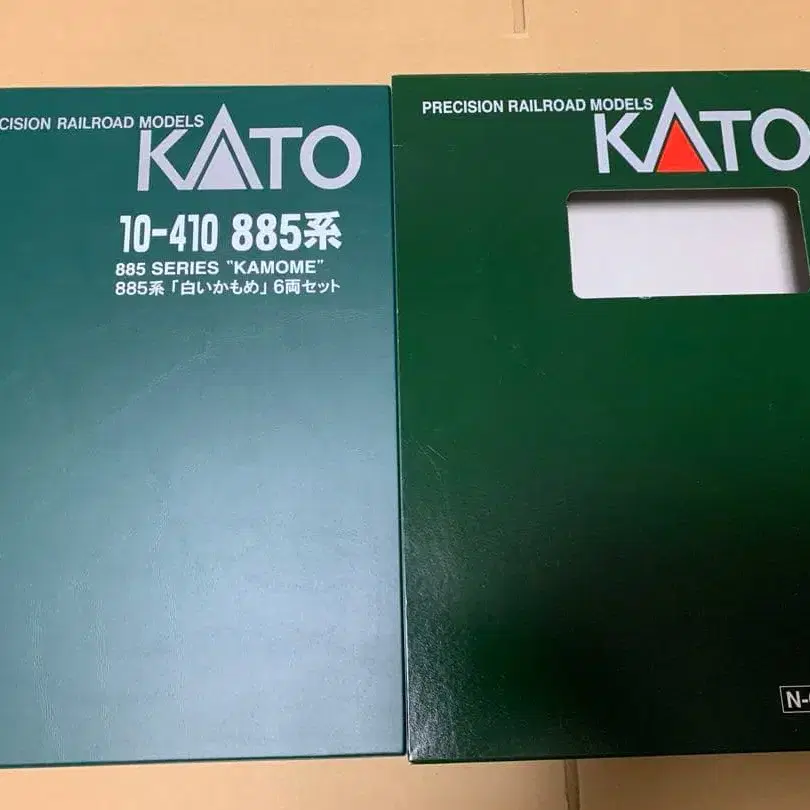 CISION RAILROAD MODELS
KATO
10-410 885系
885 SERIES "KAMOME"
885系「白いかもめ」6両セット
PRECISION RAILROAD MODELS
KATO
N-